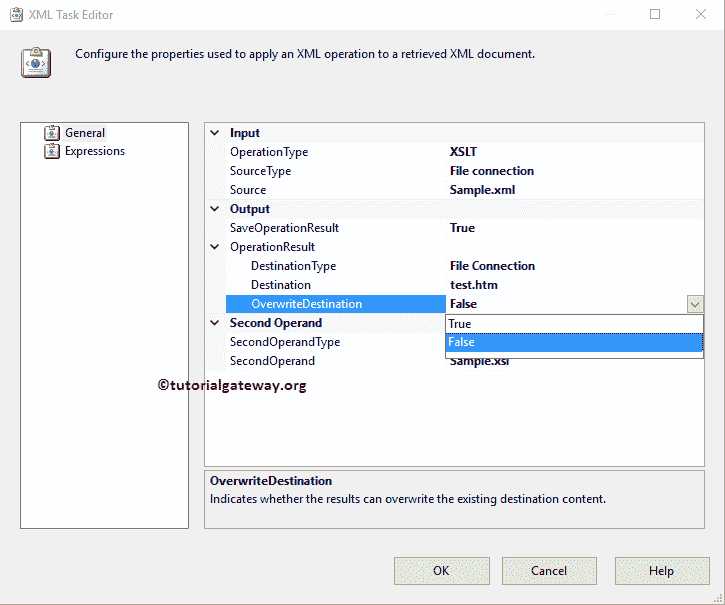 XML Task Editor
Configure the properties used to apply an XML operation to a retrieved XML document.
General
Expressions
Input
OperationType XSLT
SourceType File connection
Source Sample.xml
Output
SaveOperationResult True
OperationResult
DestinationType File Connection
Destination test.htm
OverwriteDestination False
True
False
Second Operand
SecondOperandType
SecondOperand Sample.xsl
©tutorialgateway.org
OverwriteDestination
Indicates whether the results can overwrite the existing destination content.
OK Cancel Help